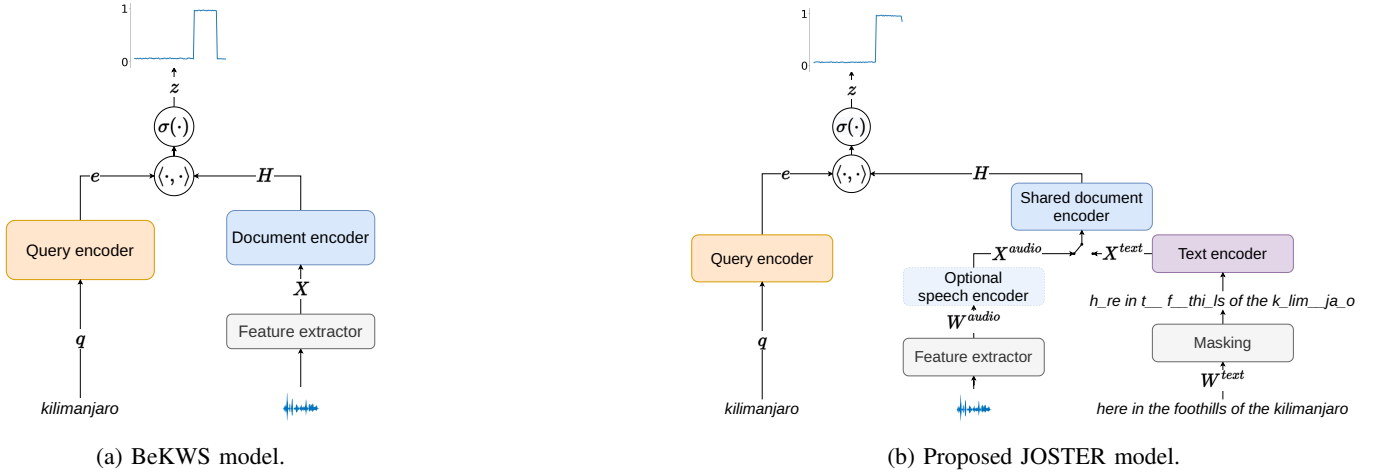 1
0
z
σ(·)
⟨·,·⟩
e
H
Query encoder
Document encoder
X
Feature extractor
q
kilimanjaro
(a) BeKWS model.
1
0
z
σ(·)
⟨·,·⟩
e
H
Shared document
encoder
Query encoder
X^audio
X^text
Text encoder
Optional
speech encoder
h_re in t__ f__thi_ls of the k_lim__ja_o
W^audio
q
Feature extractor
Masking
W^text
kilimanjaro
here in the foothills of the kilimanjaro
(b) Proposed JOSTER model.